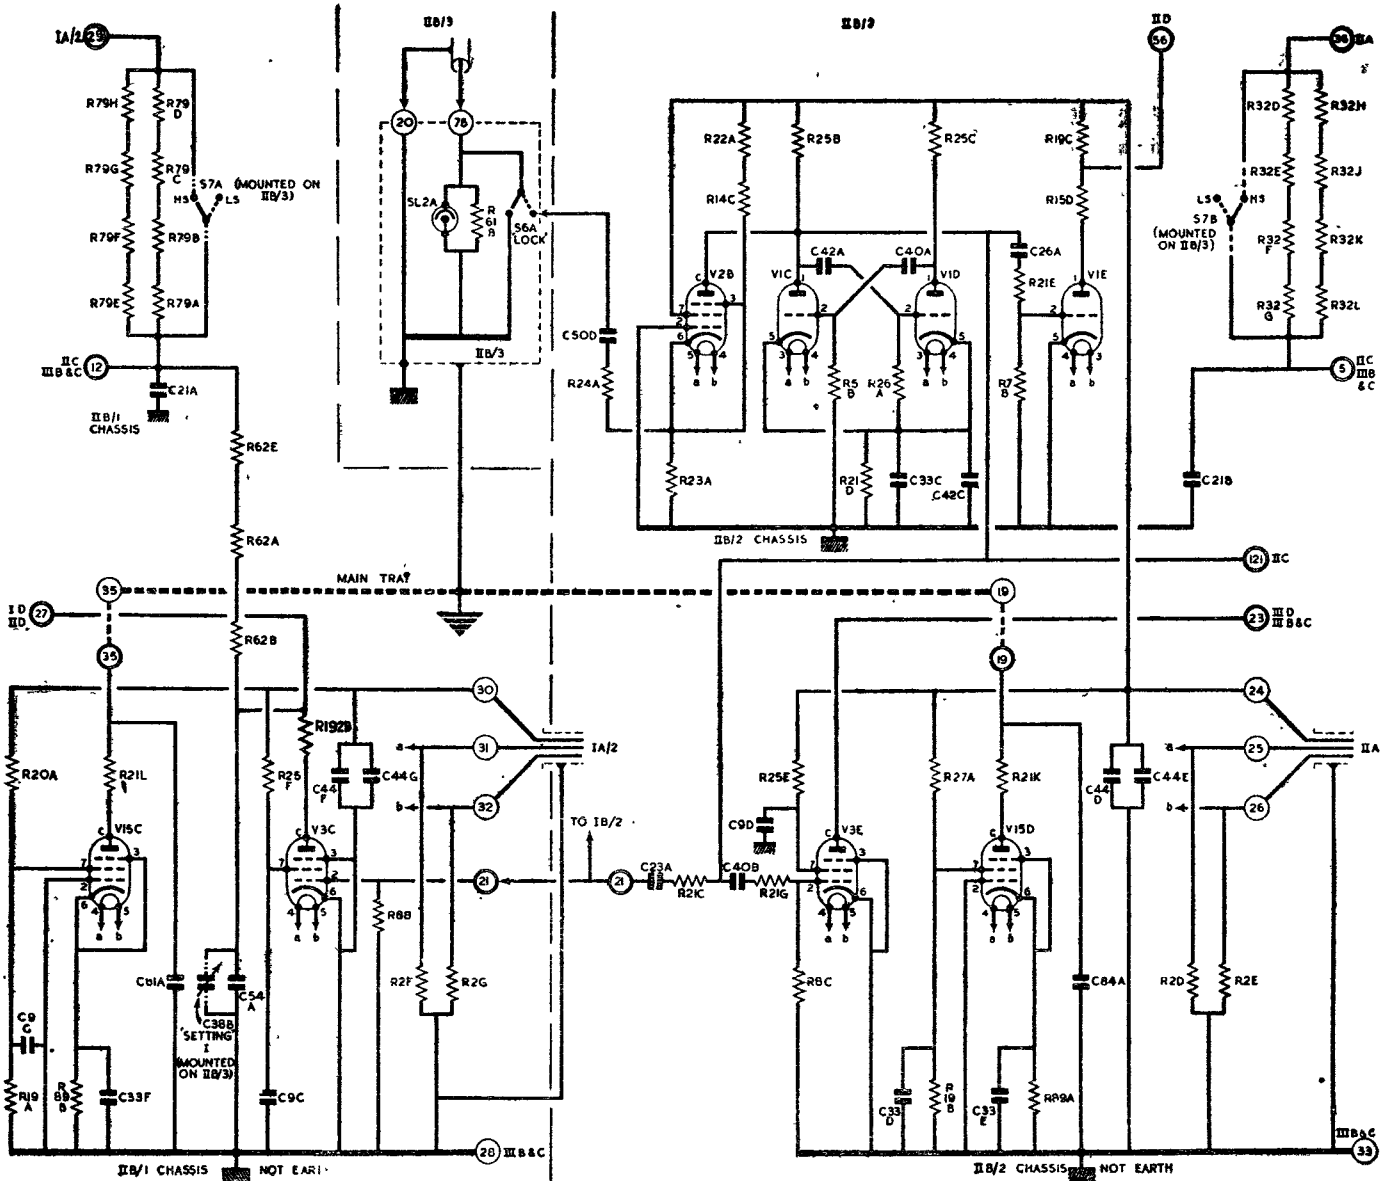 IIB/3
IIB/2
IID
56
IA/2 29
36 IIA
R79H
R79
D
R79G
R79
C
S7A (MOUNTED ON
IIB/3)
HS LS
R79F
R79B
R79E
R79A
20
78
SL2A
R
61
B
S6A
'LOCK'
IIB/3
R22A
R25B
R25C
R19C
R14C
R15D
C42A
C40A
C26A
R21E
V2B
V1C
V1D
V1E
R32D
R32H
R32E
R32J
LS HS
S7B
(MOUNTED
ON IIB/3)
R32
F
R32K
R32
G
R32L
IIC
IIIB&C
12
C21A
IIB/1
CHASSIS
C50D
R24A
R5
B
R26
A
R7
B
5
IIC
IIIB
&C
R62E
R23A
R21
D
C33C
C42C
C21B
R62A
IIB/2 CHASSIS
121 IIC
MAIN TRAY
35
19
ID
IID
27
R62B
23 IIID
IIIB&C
35
19
30
24
R192B
a 31 IA/2
a 25 IIA
R20A
R21L
R25
F
C44
F
C44G
b 32
R25E
R27A
R21K
C44
D
C44E
b 26
V15C
V3C
TO IB/2
C9D
V3E
V15D
21
21
C23A
R21C
C40B
R21G
R8B
C61A
C54
A
R2F
R2G
R8C
C84A
R2D
R2E
C9
G
C38B
'SETTING
I
(MOUNTED
ON IIB/3)
R19
A
R
89
B
C33F
C9C
C33
D
R
19
B
C33
E
R89A
28 IIIB&C
IIIB&C
33
IIB/1 CHASSIS NOT EART
IIB/2 CHASSIS NOT EARTH